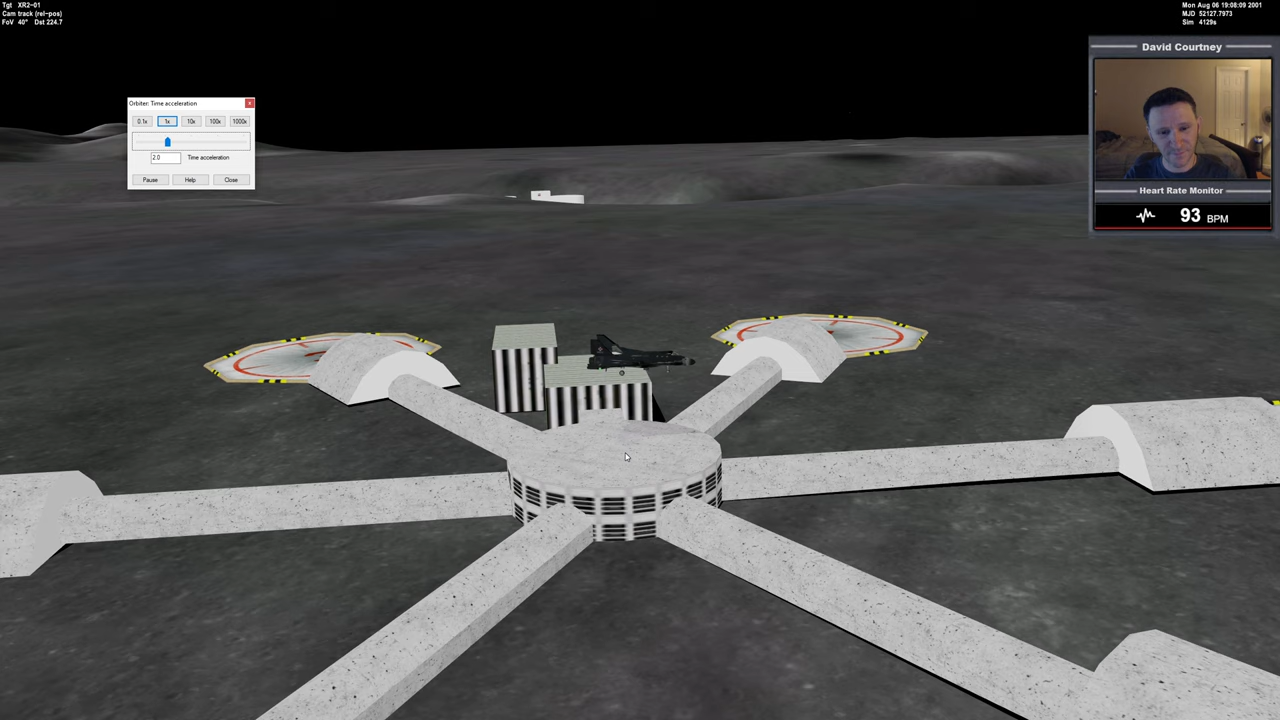 Tgt XR2-01
Cam track (rel-pos)
FoV 40° Dst 224.7
Mon Aug 06 19:08:09 2001
MJD 52127.7973
Sim 4129s
David Courtney
Orbiter: Time acceleration
x
0.1x 1x 10x 100x 1000x
2.0 Time acceleration
Pause Help Close
Heart Rate Monitor
93 BPM